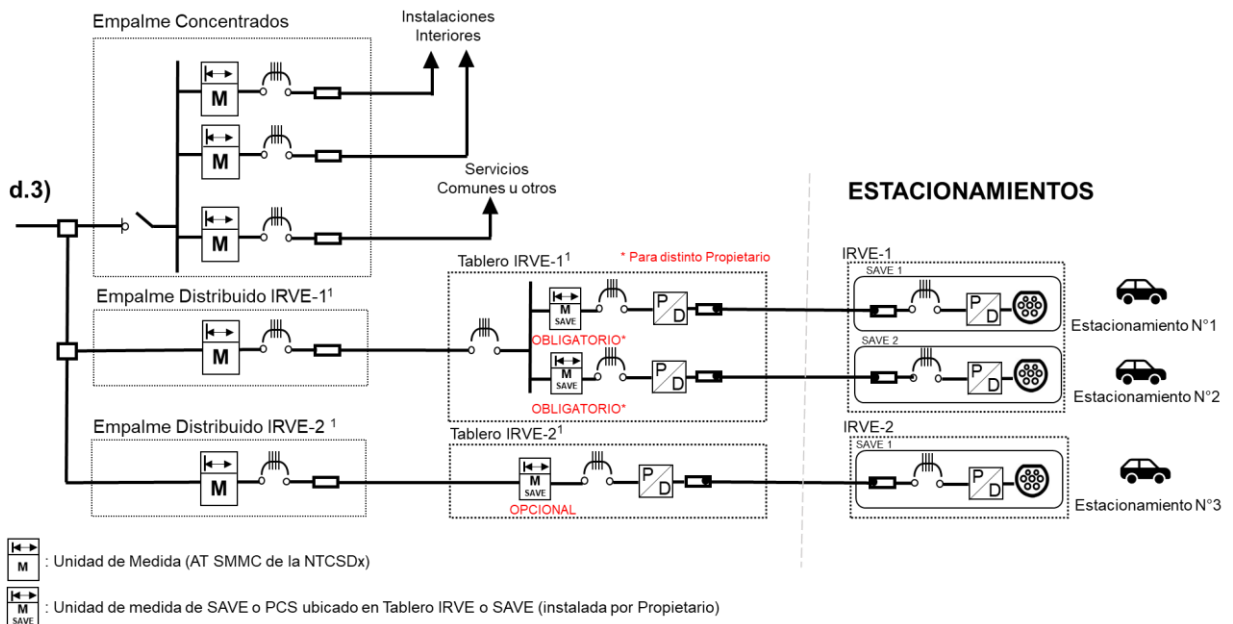 Empalme Concentrados
Instalaciones
Interiores
M
M
Servicios
Comunes u otros
d.3)
M
ESTACIONAMIENTOS
Tablero IRVE-1¹
* Para distinto Propietario
IRVE-1
SAVE 1
Empalme Distribuido IRVE-1¹
M
SAVE
P
D
P
D
OBLIGATORIO*
Estacionamiento N°1
M
SAVE 2
M
SAVE
P
D
P
D
OBLIGATORIO*
Estacionamiento N°2
Empalme Distribuido IRVE-2 ¹
Tablero IRVE-2¹
IRVE-2
SAVE 1
M
M
SAVE
P
D
P
D
OPCIONAL
Estacionamiento N°3
M
: Unidad de Medida (AT SMMC de la NTCSDx)
M
SAVE
: Unidad de medida de SAVE o PCS ubicado en Tablero IRVE o SAVE (instalada por Propietario)